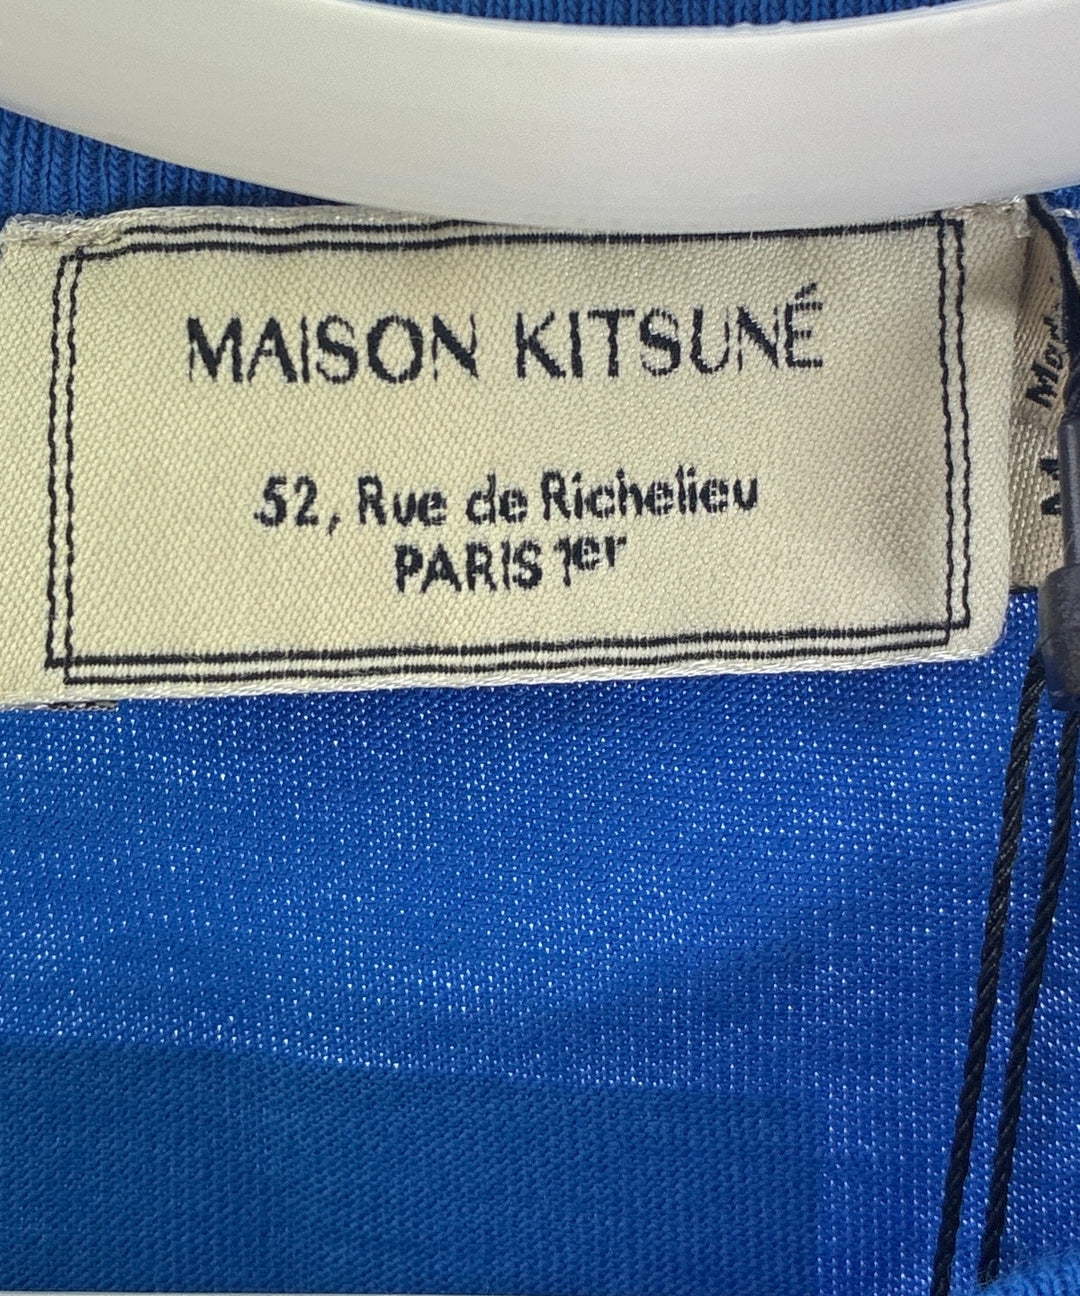 MAISON KITSUNÉ
52, Rue de Richelieu
PARIS 1er